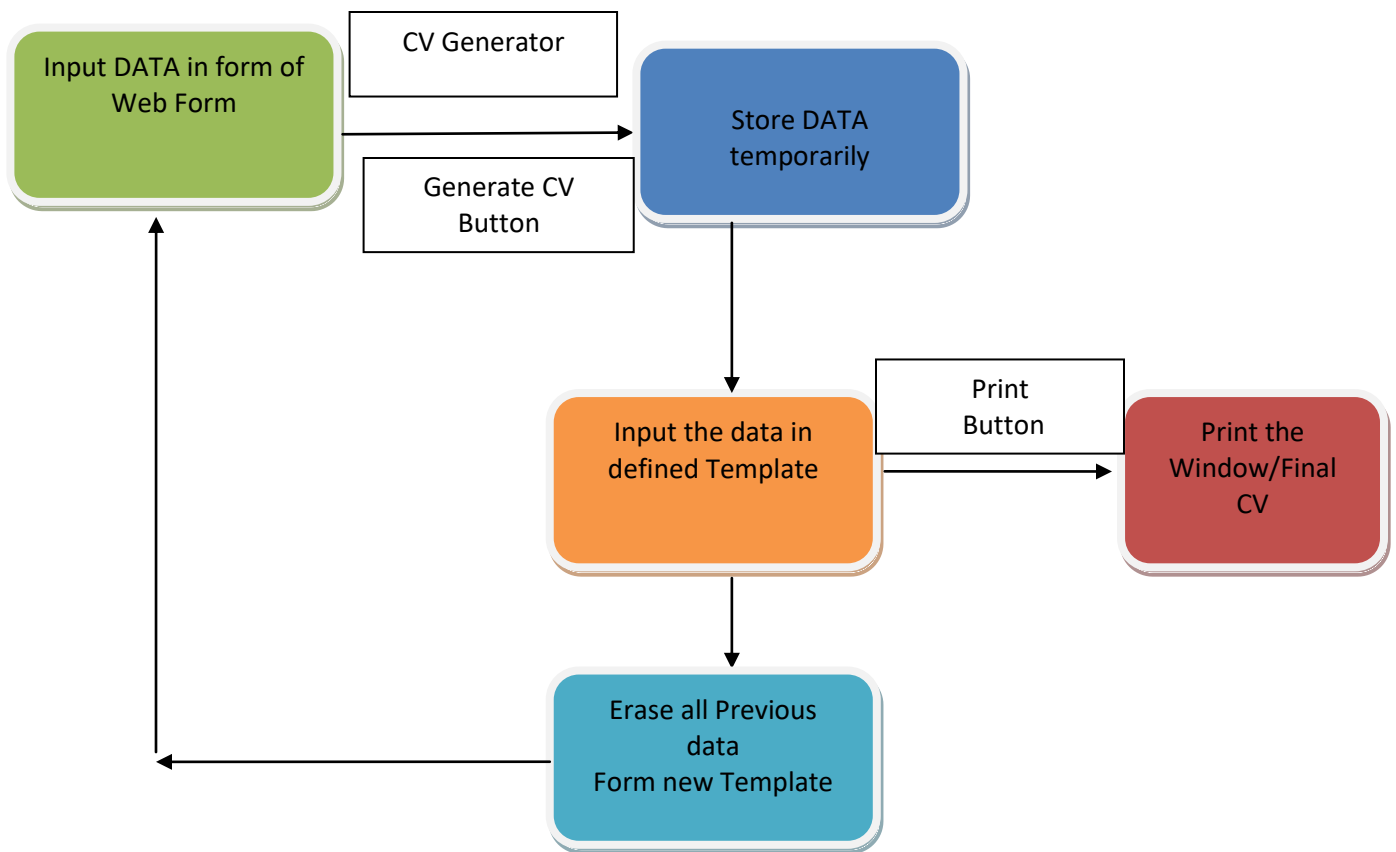 Input DATA in form of
Web Form
CV Generator
Generate CV
Button
Store DATA
temporarily
Input the data in
defined Template
Print
Button
Print the
Window/Final
CV
Erase all Previous
data
Form new Template